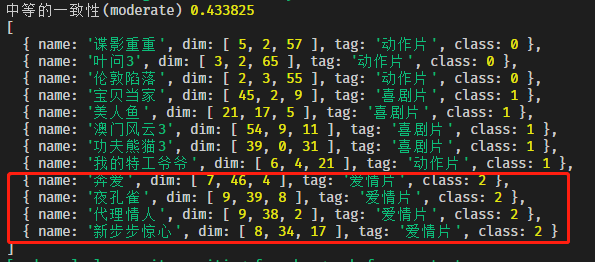 中等的一致性(moderate) 0.433825
[
{ name: '谍影重重', dim: [ 5, 2, 57 ], tag: '动作片', class: 0 },
{ name: '叶问3', dim: [ 3, 2, 65 ], tag: '动作片', class: 0 },
{ name: '伦敦陷落', dim: [ 2, 3, 55 ], tag: '动作片', class: 0 },
{ name: '宝贝当家', dim: [ 45, 2, 9 ], tag: '喜剧片', class: 1 },
{ name: '美人鱼', dim: [ 21, 17, 5 ], tag: '喜剧片', class: 1 },
{ name: '澳门风云3', dim: [ 54, 9, 11 ], tag: '喜剧片', class: 1 },
{ name: '功夫熊猫3', dim: [ 39, 0, 31 ], tag: '喜剧片', class: 1 },
{ name: '我的特工爷爷', dim: [ 6, 4, 21 ], tag: '动作片', class: 1 },
{ name: '奔爱', dim: [ 7, 46, 4 ], tag: '爱情片', class: 2 },
{ name: '夜孔雀', dim: [ 9, 39, 8 ], tag: '爱情片', class: 2 },
{ name: '代理情人', dim: [ 9, 38, 2 ], tag: '爱情片', class: 2 },
{ name: '新步步惊心', dim: [ 8, 34, 17 ], tag: '爱情片', class: 2 }
]